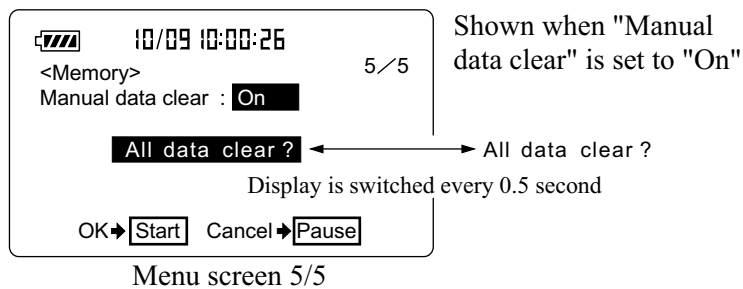 10/09 10:00:26
5/5
<Memory>
Manual data clear : On
All data clear ?
All data clear ?
Display is switched every 0.5 second
OK Start Cancel Pause
Menu screen 5/5
Shown when "Manual
data clear" is set to "On"